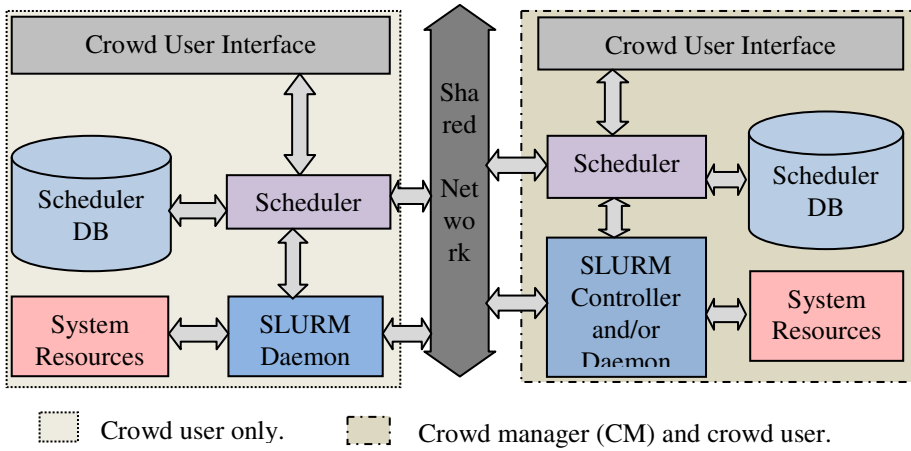 Crowd User Interface
Scheduler
DB
Scheduler
System
Resources
SLURM
Daemon
Sha
red
Net
wo
rk
Crowd User Interface
Scheduler
Scheduler
DB
SLURM
Controller
and/or
Daemon
System
Resources
Crowd user only.
Crowd manager (CM) and crowd user.